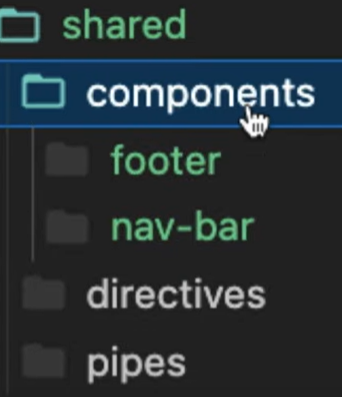 shared
components
footer
nav-bar
directives
pipes